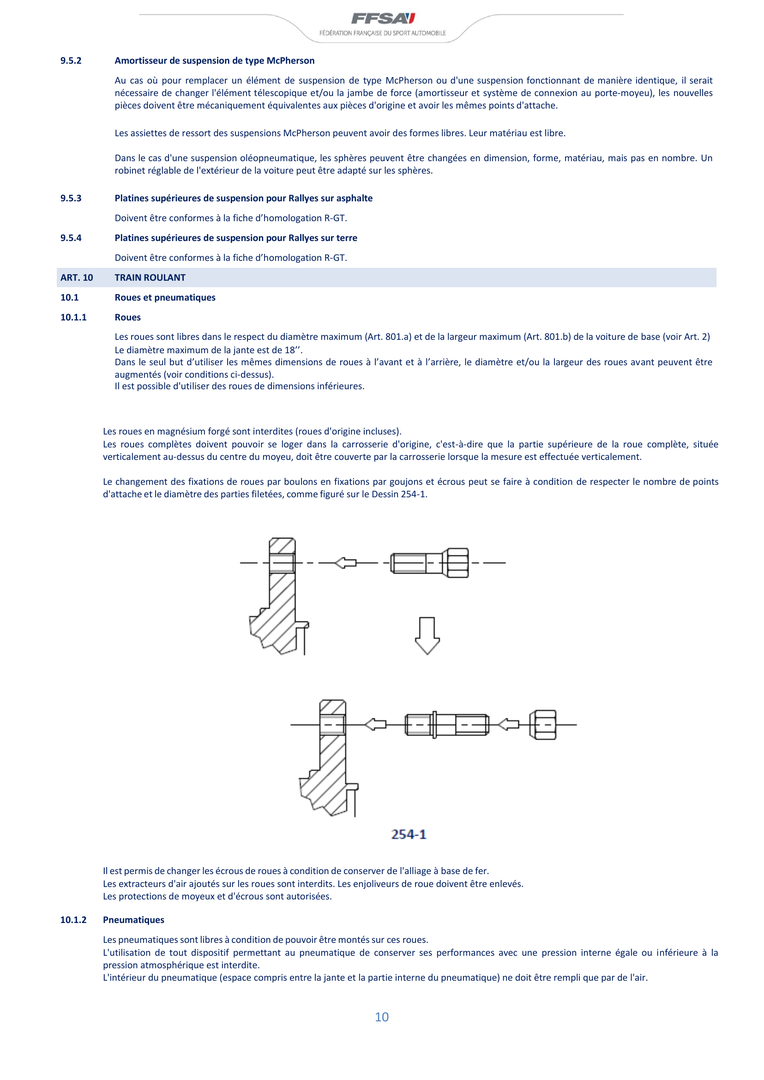 FFSA
FÉDÉRATION FRANÇAISE DU SPORT AUTOMOBILE
9.5.2 Amortisseur de suspension de type McPherson
Au cas où pour remplacer un élément de suspension de type McPherson ou d'une suspension fonctionnant de manière identique, il serait
nécessaire de changer l'élément télescopique et/ou la jambe de force (amortisseur et système de connexion au porte-moyeu), les nouvelles
pièces doivent être mécaniquement équivalentes aux pièces d'origine et avoir les mêmes points d'attache.
Les assiettes de ressort des suspensions McPherson peuvent avoir des formes libres. Leur matériau est libre.
Dans le cas d'une suspension oléopneumatique, les sphères peuvent être changées en dimension, forme, matériau, mais pas en nombre. Un
robinet réglable de l'extérieur de la voiture peut être adapté sur les sphères.
9.5.3 Platines supérieures de suspension pour Rallyes sur asphalte
Doivent être conformes à la fiche d’homologation R-GT.
9.5.4 Platines supérieures de suspension pour Rallyes sur terre
Doivent être conformes à la fiche d’homologation R-GT.
ART. 10 TRAIN ROULANT
10.1 Roues et pneumatiques
10.1.1 Roues
Les roues sont libres dans le respect du diamètre maximum (Art. 801.a) et de la largeur maximum (Art. 801.b) de la voiture de base (voir Art. 2)
Le diamètre maximum de la jante est de 18’’.
Dans le seul but d’utiliser les mêmes dimensions de roues à l’avant et à l’arrière, le diamètre et/ou la largeur des roues avant peuvent être
augmentés (voir conditions ci-dessus).
Il est possible d'utiliser des roues de dimensions inférieures.
Les roues en magnésium forgé sont interdites (roues d'origine incluses).
Les roues complètes doivent pouvoir se loger dans la carrosserie d'origine, c'est-à-dire que la partie supérieure de la roue complète, située
verticalement au-dessus du centre du moyeu, doit être couverte par la carrosserie lorsque la mesure est effectuée verticalement.
Le changement des fixations de roues par boulons en fixations par goujons et écrous peut se faire à condition de respecter le nombre de points
d'attache et le diamètre des parties filetées, comme figuré sur le Dessin 254-1.
254-1
Il est permis de changer les écrous de roues à condition de conserver de l'alliage à base de fer.
Les extracteurs d'air ajoutés sur les roues sont interdits. Les enjoliveurs de roue doivent être enlevés.
Les protections de moyeux et d'écrous sont autorisées.
10.1.2 Pneumatiques
Les pneumatiques sont libres à condition de pouvoir être montés sur ces roues.
L'utilisation de tout dispositif permettant au pneumatique de conserver ses performances avec une pression interne égale ou inférieure à la
pression atmosphérique est interdite.
L'intérieur du pneumatique (espace compris entre la jante et la partie interne du pneumatique) ne doit être rempli que par de l'air.
10